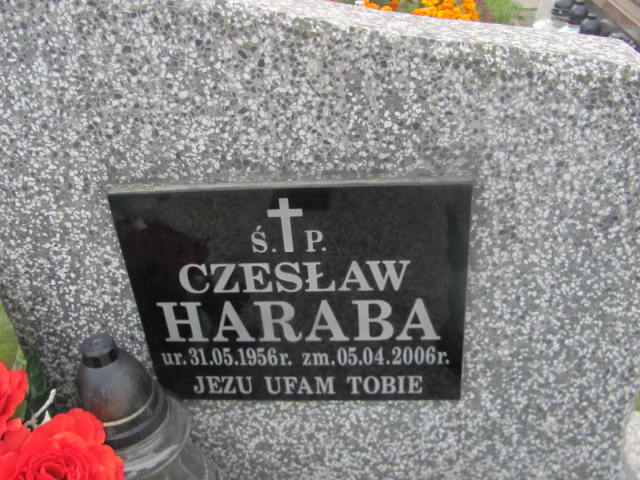 Ś. P.
CZESŁAW
HARABA
ur. 31.05.1956r. zm. 05.04.2006r.
JEZU UFAM TOBIE